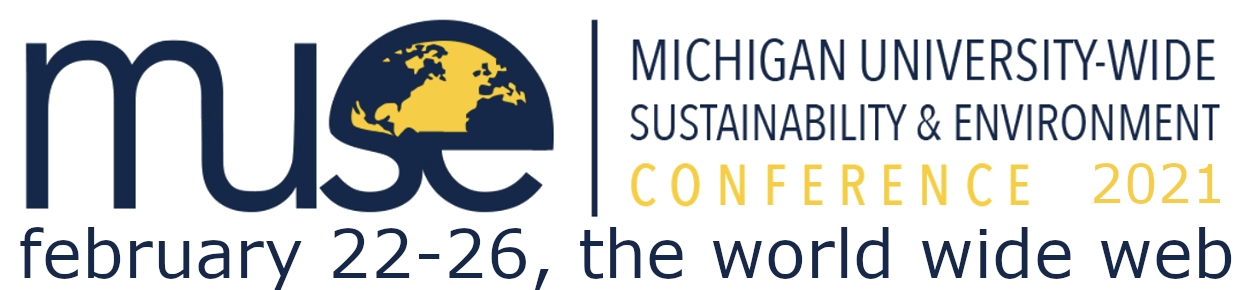 muse
MICHIGAN UNIVERSITY-WIDE
SUSTAINABILITY & ENVIRONMENT
CONFERENCE 2021
february 22-26, the world wide web